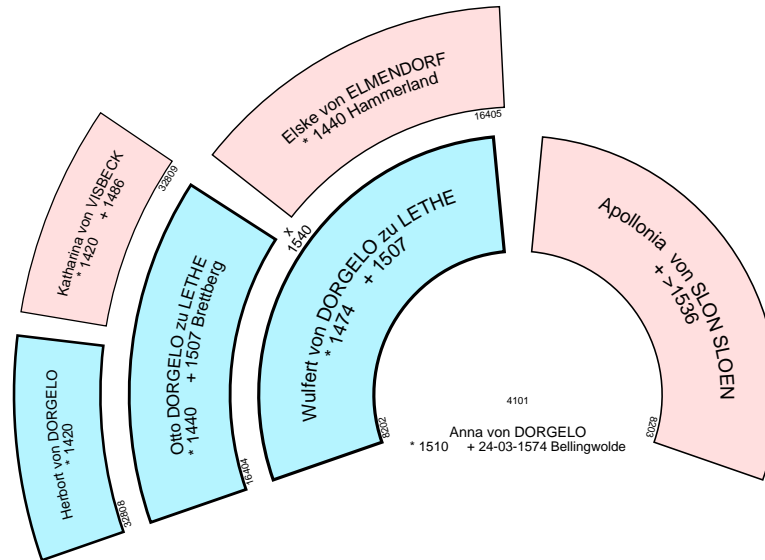 Elske von ELMENDORF
* 1440 Hammerland
16405
Katharina von VISBECK
* 1420 + 1486
32809
Otto DORGELO zu LETHE
* 1440 + 1507 Brettberg
16404
X
1540
Wulfert von DORGELO zu LETHE
* 1474 + 1507
8202
Apollonia von SLON SLOEN
+ >1536
8203
Herbort von DORGELO
* 1420
32808
4101
Anna von DORGELO
* 1510 + 24-03-1574 Bellingwolde